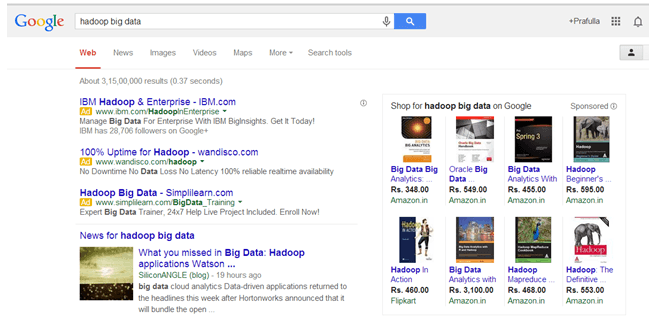 Google
hadoop big data
+Prafulla
Web News Images Videos Maps More Search tools
About 3,15,00,000 results (0.37 seconds)
IBM Hadoop & Enterprise - IBM.com
Ad www.ibm.com/HadoopInEnterprise
Manage Big Data For Enterprise With IBM BigInsights. Get It Today!
IBM has 28,706 followers on Google+
100% Uptime for Hadoop - wandisco.com
Ad www.wandisco.com/hadoop
No Downtime No Data Loss No Latency 100% reliable realtime availability
Hadoop Big Data - Simplilearn.com
Ad www.simplilearn.com/BigData_Training
Expert Big Data Trainer, 24x7 Help Live Project Included. Enroll Now!
News for hadoop big data
What you missed in Big Data: Hadoop
applications Watson ...
SiliconANGLE (blog) - 19 hours ago
big data cloud analytics Data-driven applications returned to
the headlines this week after Hortonworks announced that it
will bundle the open ...
Shop for hadoop big data on Google Sponsored
Big Data Big
Analytics: ...
Rs. 348.00
Amazon.in
Oracle Big
Data ...
Rs. 549.00
Amazon.in
Spring 3
Big Data
Analytics With
Rs. 455.00
Amazon.in
Hadoop
Hadoop
Beginner's ...
Rs. 595.00
Amazon.in
Hadoop In
Action
Rs. 460.00
Flipkart
Big Data
Analytics with
Rs. 3,100.00
Amazon.in
Hadoop
Mapreduce ...
Rs. 468.00
Amazon.in
Hadoop
Hadoop: The
Definitive ...
Rs. 553.00
Amazon.in